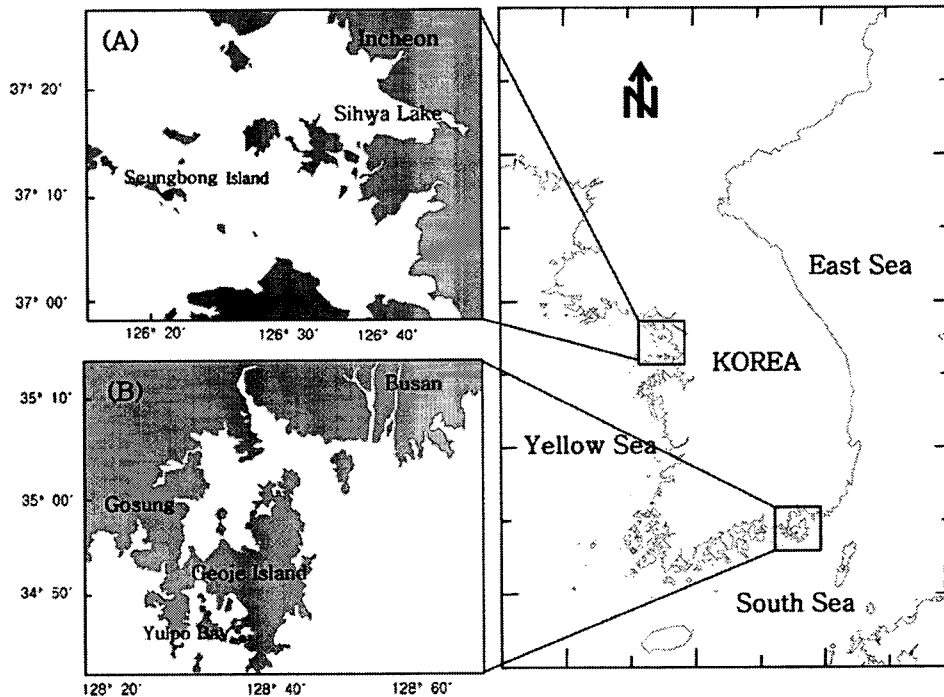 (A)
Incheon
37° 20′
Sihwa Lake
Seungbong Island
37° 10′
37° 00′
126° 20′
126° 30′
126° 40′
(B)
Busan
35° 10′
35° 00′
Gosung
Geoje Island
34° 50′
Yulpo Bay
128° 20′
128° 40′
128° 60′
N
East Sea
KOREA
Yellow Sea
South Sea